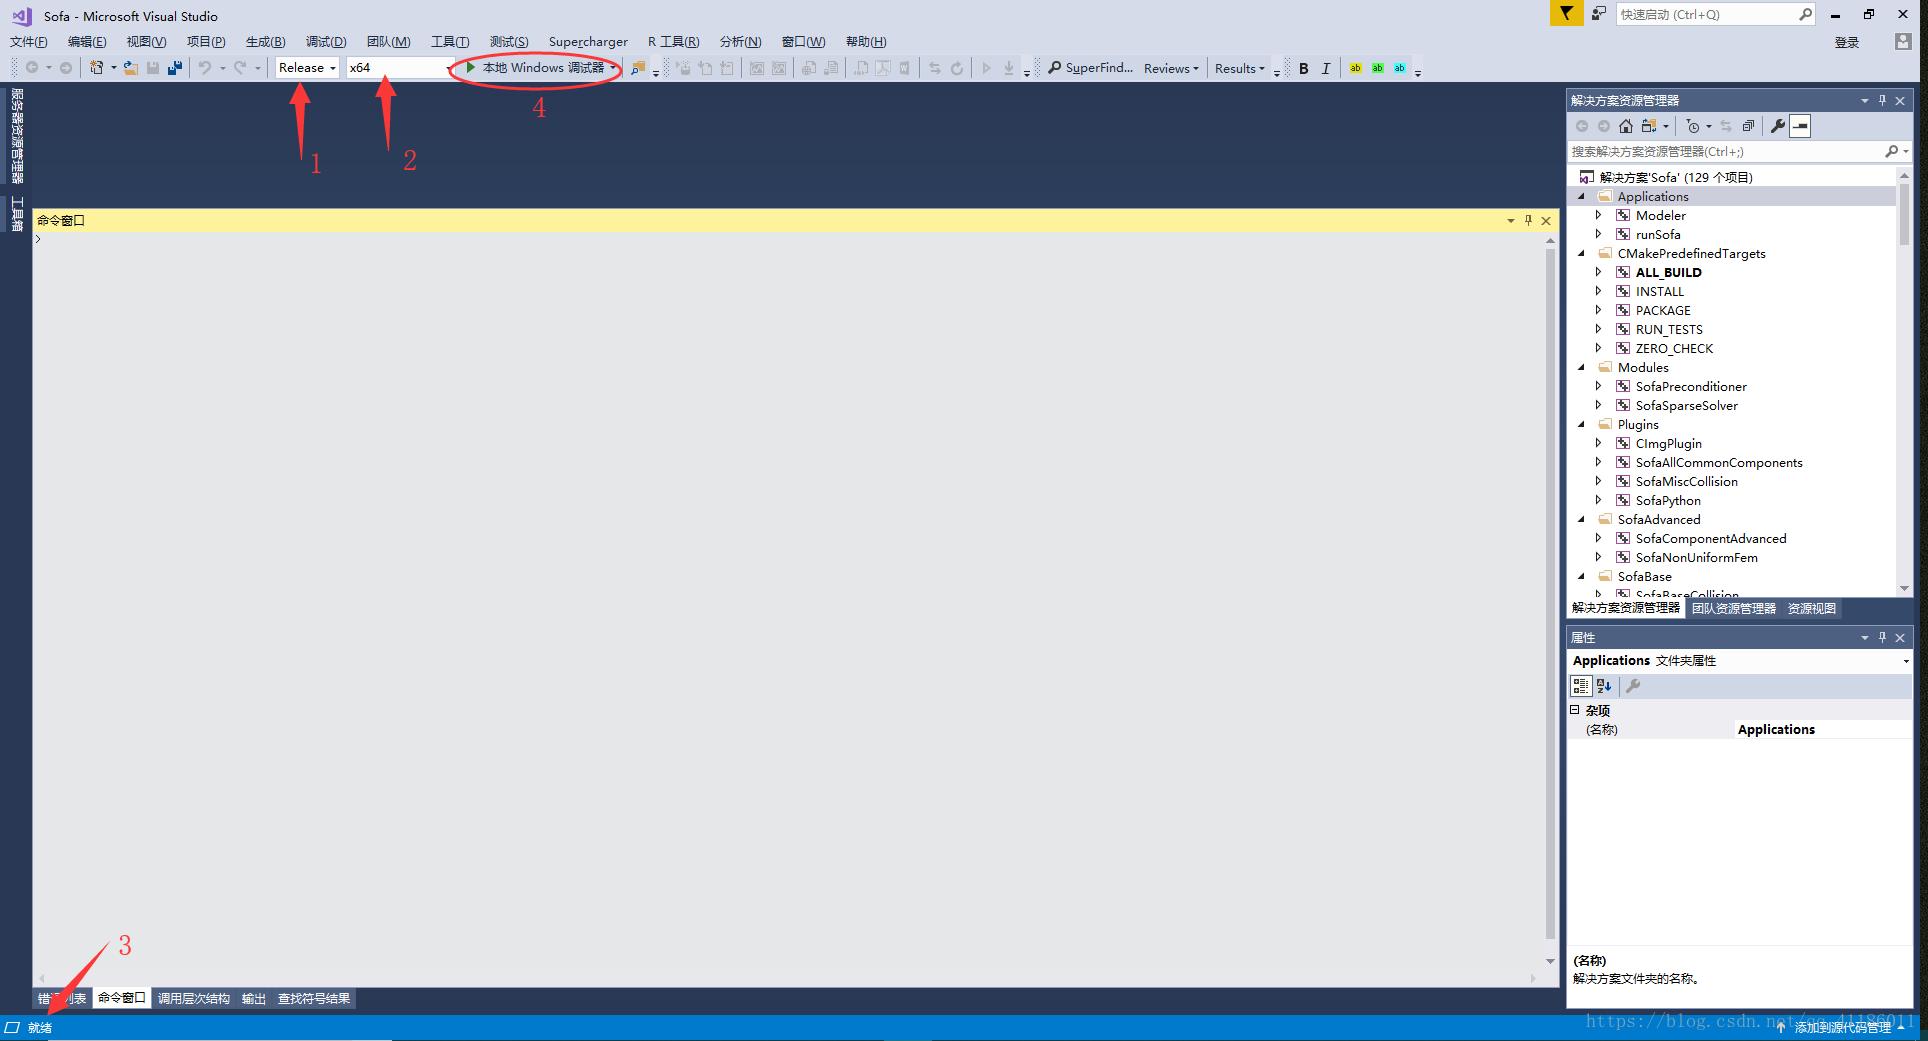 Sofa - Microsoft Visual Studio
快速启动 (Ctrl+Q)
文件(F) 编辑(E) 视图(V) 项目(P) 生成(B) 调试(D) 团队(M) 工具(T) 测试(S) Supercharger R 工具(R) 分析(N) 窗口(W) 帮助(H)
登录
Release x64 本地 Windows 调试器 SuperFind... Reviews Results B I ab ab ab
1
2
4
服务器资源管理器
工具箱
命令窗口
>
解决方案资源管理器
搜索解决方案资源管理器(Ctrl+;)
解决方案'Sofa' (129 个项目)
Applications
Modeler
runSofa
CMakePredefinedTargets
ALL_BUILD
INSTALL
PACKAGE
RUN_TESTS
ZERO_CHECK
Modules
SofaPreconditioner
SofaSparseSolver
Plugins
CImgPlugin
SofaAllCommonComponents
SofaMiscCollision
SofaPython
SofaAdvanced
SofaComponentAdvanced
SofaNonUniformFem
SofaBase
SofaBaseCollision
解决方案资源管理器 团队资源管理器 资源视图
属性
Applications 文件夹属性
杂项
(名称) Applications
(名称)
解决方案文件夹的名称。
3
列表 命令窗口 调用层次结构 输出 查找符号结果
就绪
https://blog.csdn.net/qq_41186011
添加到源代码管理